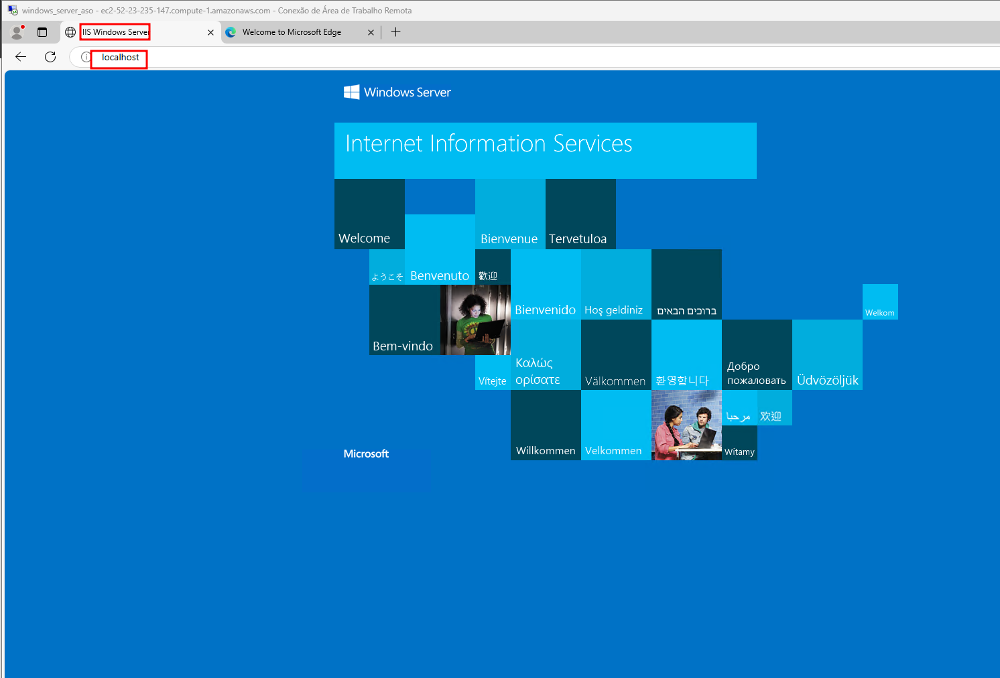 windows_server_aso - ec2-52-23-235-147.compute-1.amazonaws.com - Conexão de Área de Trabalho Remota
IIS Windows Server
Welcome to Microsoft Edge
localhost
Windows Server
Internet Information Services
Welcome
Bienvenue
Tervetuloa
ようこそ
Benvenuto
歡迎
Bienvenido
Hoş geldiniz
ברוכים הבאים
Welkom
Bem-vindo
Vítejte
Καλώς
ορίσατε
Välkommen
환영합니다
Добро
пожаловать
Üdvözöljük
مرحبا
欢迎
Willkommen
Velkommen
Witamy
Microsoft